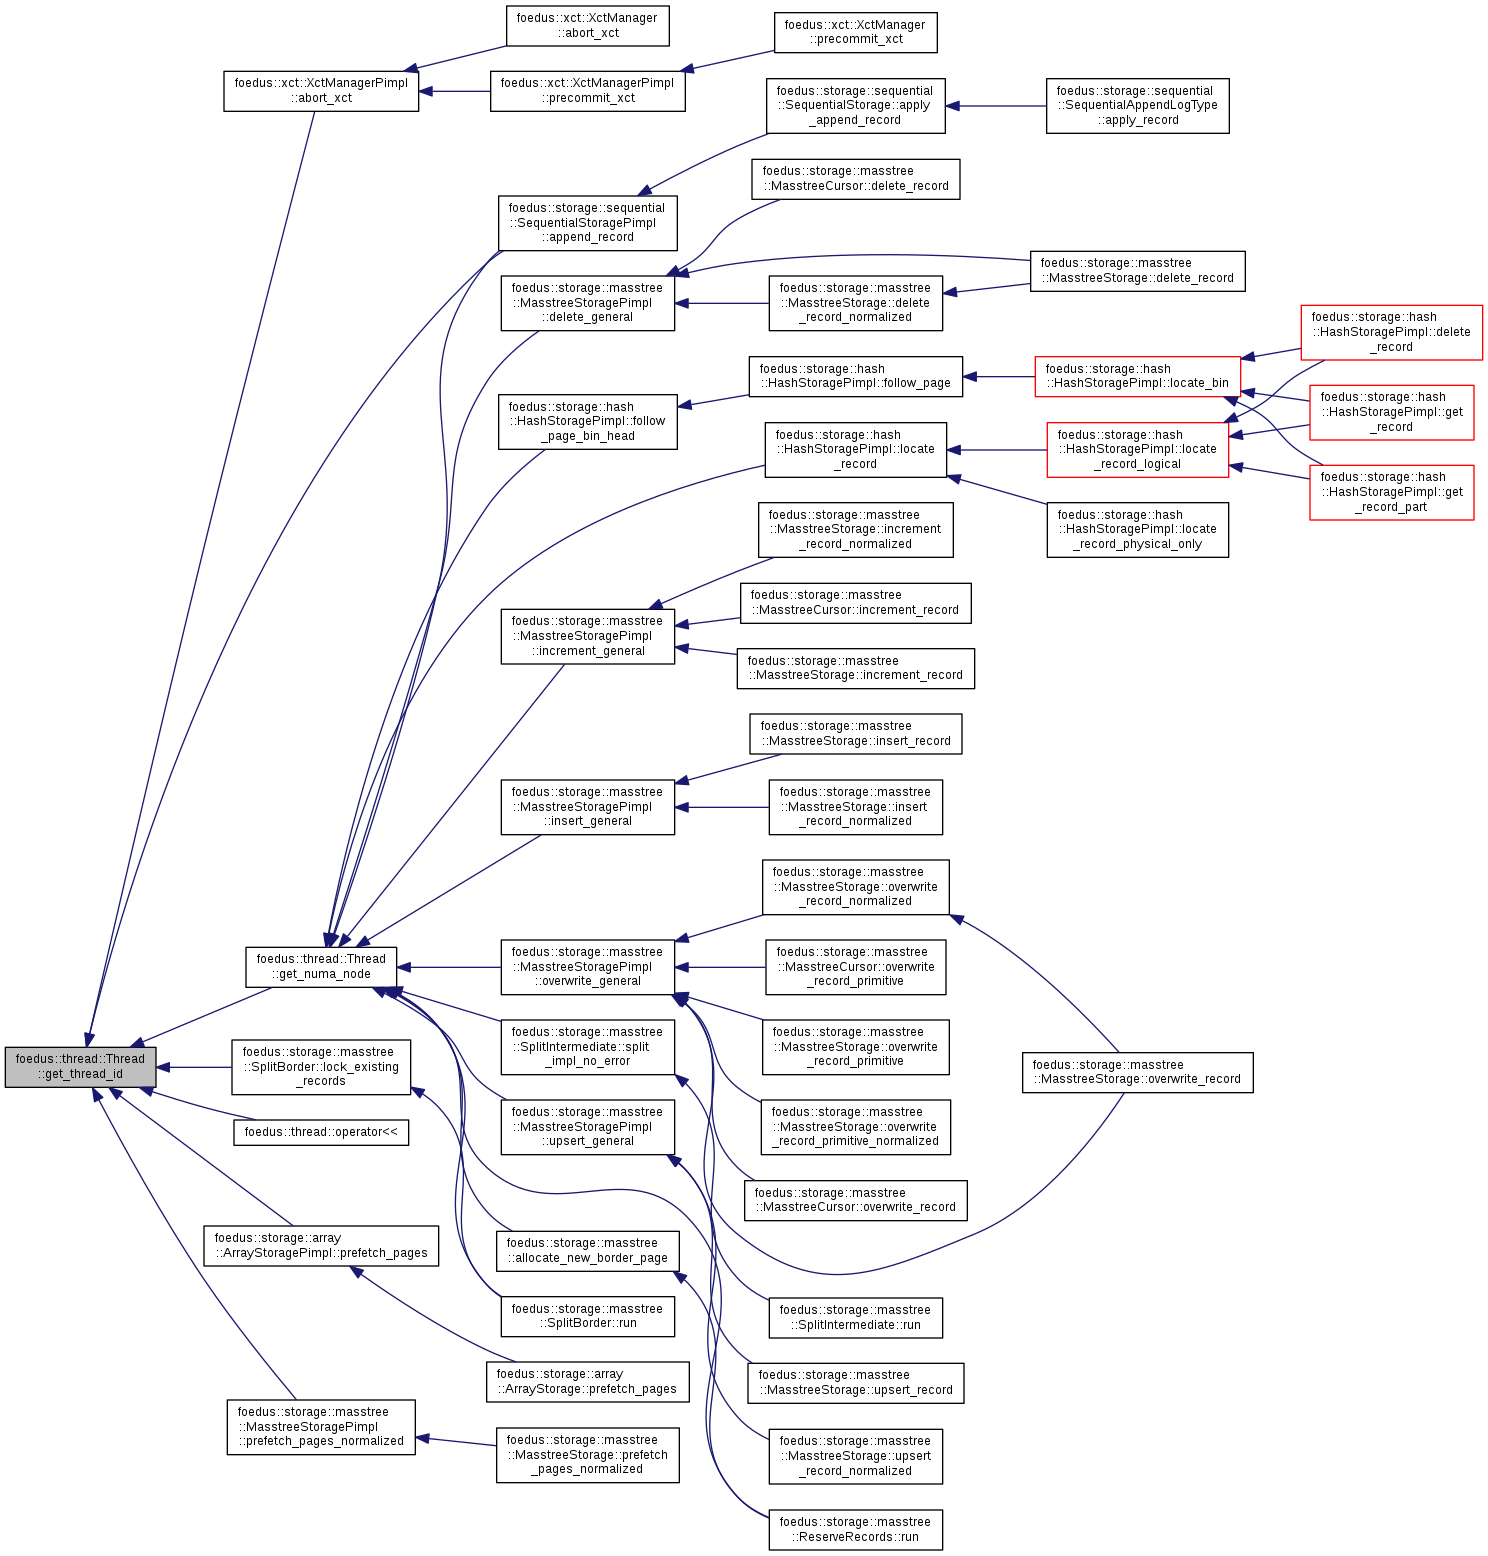 foedus::xct::XctManager
::abort_xct
foedus::xct::XctManager
::precommit_xct
foedus::xct::XctManagerPimpl
::abort_xct
foedus::xct::XctManagerPimpl
::precommit_xct
foedus::storage::sequential
::SequentialStorage::apply
_append_record
foedus::storage::sequential
::SequentialAppendLogType
::apply_record
foedus::storage::masstree
::MasstreeCursor::delete_record
foedus::storage::sequential
::SequentialStoragePimpl
::append_record
foedus::storage::masstree
::MasstreeStorage::delete_record
foedus::storage::masstree
::MasstreeStoragePimpl
::delete_general
foedus::storage::masstree
::MasstreeStorage::delete
_record_normalized
foedus::storage::hash
::HashStoragePimpl::delete
_record
foedus::storage::hash
::HashStoragePimpl::follow_page
foedus::storage::hash
::HashStoragePimpl::locate_bin
foedus::storage::hash
::HashStoragePimpl::get
_record
foedus::storage::hash
::HashStoragePimpl::follow
_page_bin_head
foedus::storage::hash
::HashStoragePimpl::locate
_record
foedus::storage::hash
::HashStoragePimpl::locate
_record_logical
foedus::storage::hash
::HashStoragePimpl::get
_record_part
foedus::storage::masstree
::MasstreeStorage::increment
_record_normalized
foedus::storage::hash
::HashStoragePimpl::locate
_record_physical_only
foedus::storage::masstree
::MasstreeCursor::increment_record
foedus::storage::masstree
::MasstreeStoragePimpl
::increment_general
foedus::storage::masstree
::MasstreeStorage::increment_record
foedus::storage::masstree
::MasstreeStorage::insert_record
foedus::storage::masstree
::MasstreeStoragePimpl
::insert_general
foedus::storage::masstree
::MasstreeStorage::insert
_record_normalized
foedus::storage::masstree
::MasstreeStorage::overwrite
_record_normalized
foedus::thread::Thread
::get_numa_node
foedus::storage::masstree
::MasstreeStoragePimpl
::overwrite_general
foedus::storage::masstree
::MasstreeCursor::overwrite
_record_primitive
foedus::thread::Thread
::get_thread_id
foedus::storage::masstree
::SplitBorder::lock_existing
_records
foedus::storage::masstree
::SplitIntermediate::split
_impl_no_error
foedus::storage::masstree
::MasstreeStorage::overwrite
_record_primitive
foedus::storage::masstree
::MasstreeStorage::overwrite_record
foedus::thread::operator<<
foedus::storage::masstree
::MasstreeStoragePimpl
::upsert_general
foedus::storage::masstree
::MasstreeStorage::overwrite
_record_primitive_normalized
foedus::storage::masstree
::MasstreeCursor::overwrite_record
foedus::storage::array
::ArrayStoragePimpl::prefetch_pages
foedus::storage::masstree
::allocate_new_border_page
foedus::storage::masstree
::SplitBorder::run
foedus::storage::masstree
::SplitIntermediate::run
foedus::storage::array
::ArrayStorage::prefetch_pages
foedus::storage::masstree
::MasstreeStorage::upsert_record
foedus::storage::masstree
::MasstreeStoragePimpl
::prefetch_pages_normalized
foedus::storage::masstree
::MasstreeStorage::prefetch
_pages_normalized
foedus::storage::masstree
::MasstreeStorage::upsert
_record_normalized
foedus::storage::masstree
::ReserveRecords::run